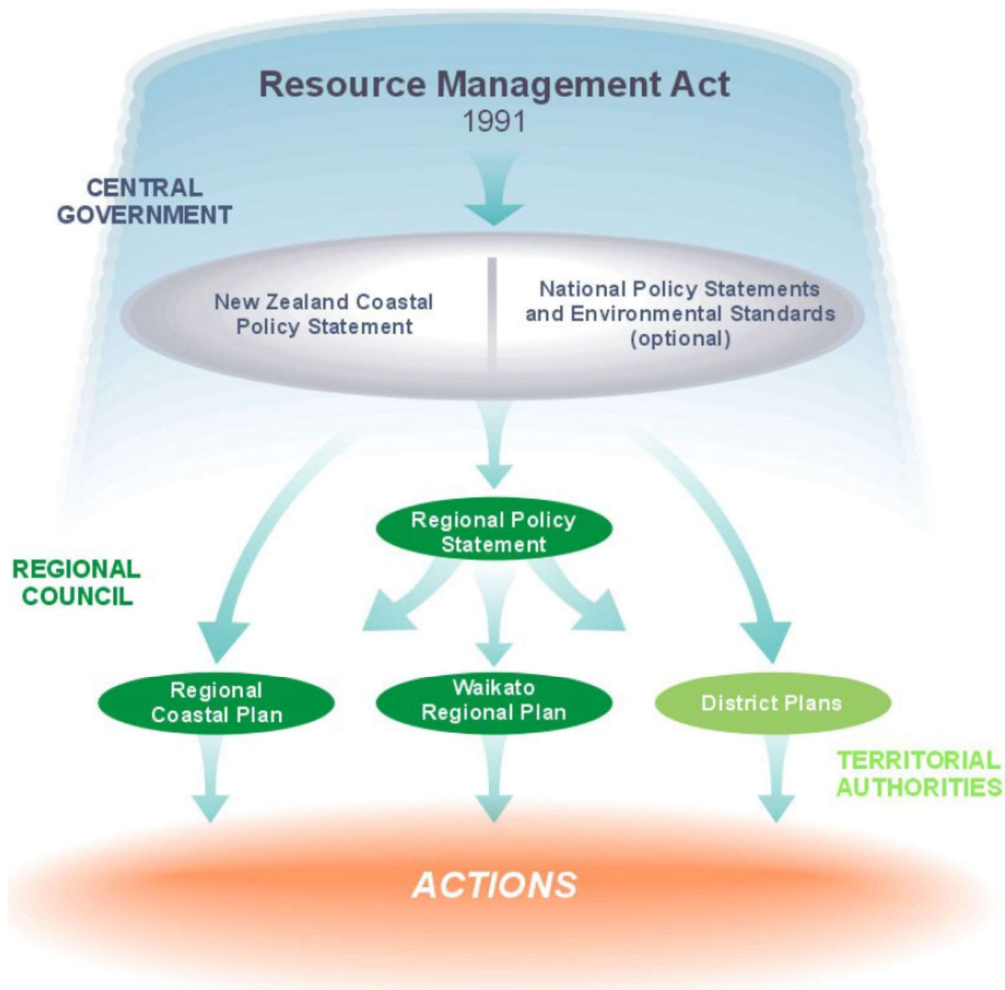 Resource Management Act
1991
CENTRAL
GOVERNMENT
New Zealand Coastal
Policy Statement
National Policy Statements
and Environmental Standards
(optional)
Regional Policy
Statement
REGIONAL
COUNCIL
Regional
Coastal Plan
Waikato
Regional Plan
District Plans
TERRITORIAL
AUTHORITIES
ACTIONS